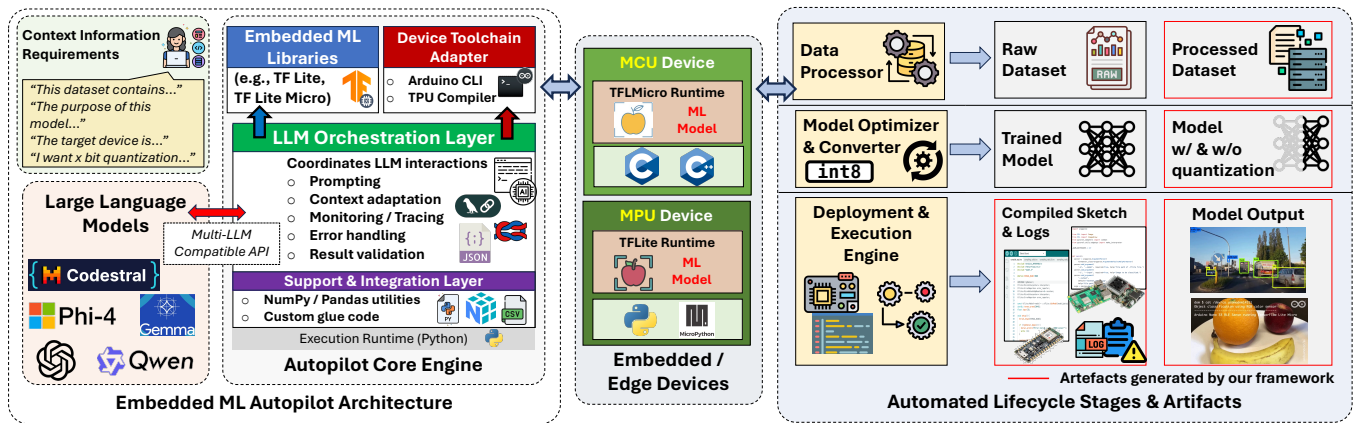 Context Information
Requirements
“This dataset contains...”
“The purpose of this
model...”
“The target device is...”
“I want x bit quantization...”
Large Language
Models
Multi-LLM
Compatible API
{ Codestral }
Phi-4
Gemma
Qwen
Embedded ML
Libraries
(e.g., TF Lite,
TF Lite Micro)
Device Toolchain
Adapter
o Arduino CLI
o TPU Compiler
LLM Orchestration Layer
Coordinates LLM interactions
o Prompting
o Context adaptation
o Monitoring / Tracing
o Error handling
o Result validation
AI
{;}
JSON
Support & Integration Layer
o NumPy / Pandas utilities
o Custom glue code
PY
CSV
Execution Runtime (Python)
Autopilot Core Engine
Embedded ML Autopilot Architecture
MCU Device
TFLMicro Runtime
ML
Model
C
C++
MPU Device
TFLite Runtime
ML
Model
MicroPython
Embedded /
Edge Devices
Data
Processor
Raw
Dataset
RAW
Processed
Dataset
Model Optimizer
& Converter
int8
Trained
Model
Model
w/ & w/o
quantization
Deployment &
Execution
Engine
Compiled Sketch
& Logs
LOG
Model Output
Artefacts generated by our framework
Automated Lifecycle Stages & Artifacts